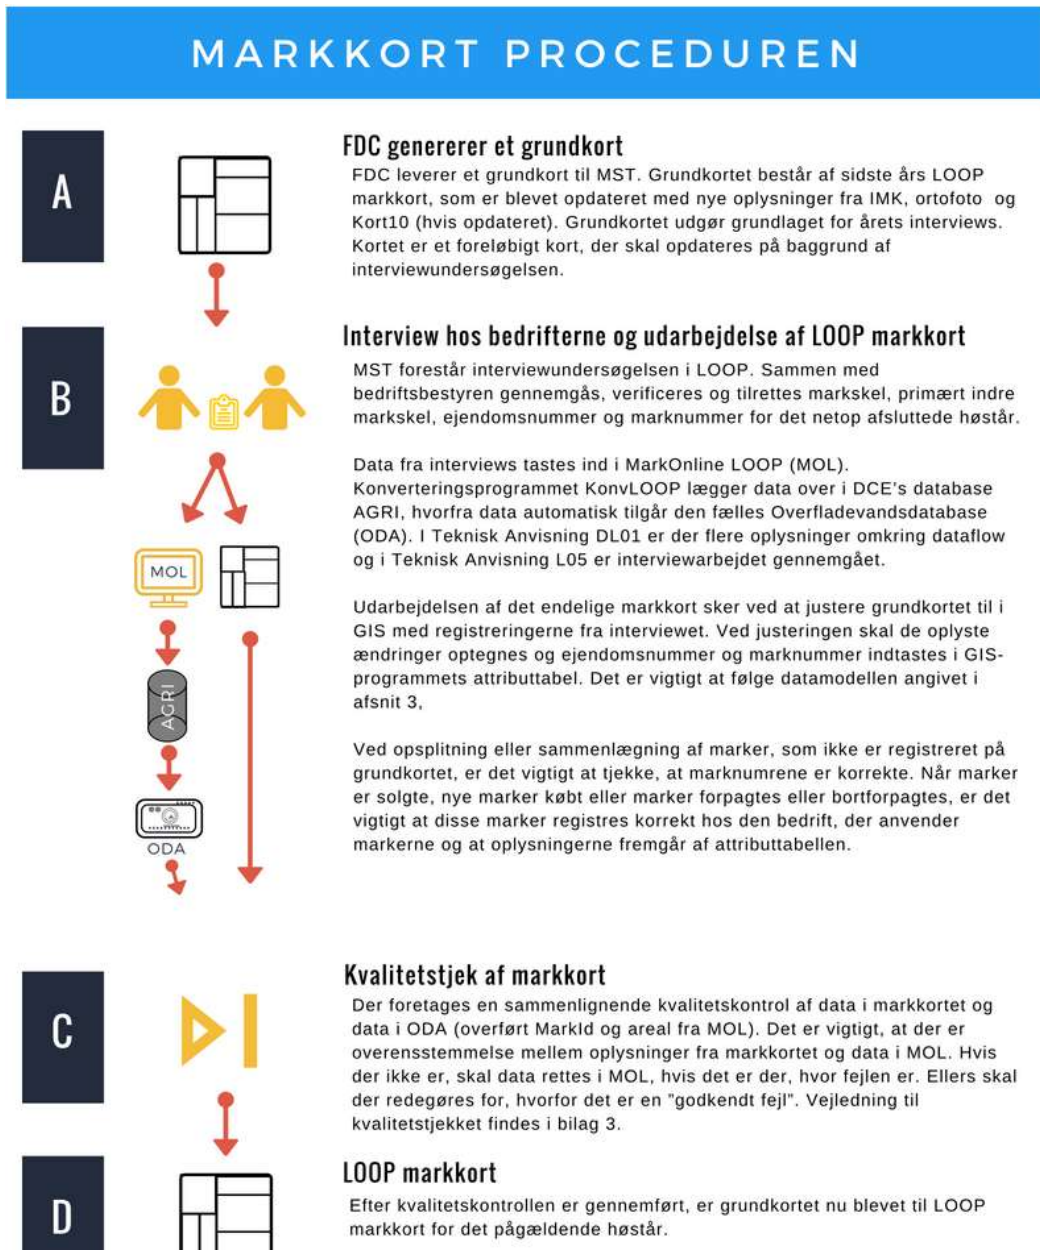 MARKKORT PROCEDUREN
A
FDC genererer et grundkort
FDC leverer et grundkort til MST. Grundkortet består af sidste års LOOP
markkort, som er blevet opdateret med nye oplysninger fra IMK, ortofoto og
Kort10 (hvis opdateret). Grundkortet udgør grundlaget for årets interviews.
Kortet er et foreløbigt kort, der skal opdateres på baggrund af
interviewundersøgelsen.
B
Interview hos bedrifterne og udarbejdelse af LOOP markkort
MST forestår interviewundersøgelsen i LOOP. Sammen med
bedriftsbestyren gennemgås, verificeres og tilrettes markskel, primært indre
markskel, ejendomsnummer og marknummer for det netop afsluttede høstår.
Data fra interviews tastes ind i MarkOnline LOOP (MOL).
Konverteringsprogrammet KonvLOOP lægger data over i DCE's database
AGRI, hvorfra data automatisk tilgår den fælles Overfladevandsdatabase
(ODA). I Teknisk Anvisning DL01 er der flere oplysninger omkring dataflow
og i Teknisk Anvisning L05 er interviewarbejdet gennemgået.
MOL
Udarbejdelsen af det endelige markkort sker ved at justere grundkortet til i
GIS med registreringerne fra interviewet. Ved justeringen skal de oplyste
ændringer optegnes og ejendomsnummer og marknummer indtastes i GIS-
programmets attributtabel. Det er vigtigt at følge datamodellen angivet i
afsnit 3,
AGRI
Ved opsplitning eller sammenlægning af marker, som ikke er registreret på
grundkortet, er det vigtigt at tjekke, at marknumrene er korrekte. Når marker
er solgte, nye marker købt eller marker forpagtes eller bortforpagtes, er det
vigtigt at disse marker registres korrekt hos den bedrift, der anvender
markerne og at oplysningerne fremgår af attributtabellen.
ODA
C
Kvalitetstjek af markkort
Der foretages en sammenlignende kvalitetskontrol af data i markkortet og
data i ODA (overført MarkId og areal fra MOL). Det er vigtigt, at der er
overensstemmelse mellem oplysninger fra markkortet og data i MOL. Hvis
der ikke er, skal data rettes i MOL, hvis det er der, hvor fejlen er. Ellers skal
der redegøres for, hvorfor det er en "godkendt fejl". Vejledning til
kvalitetstjekket findes i bilag 3.
D
LOOP markkort
Efter kvalitetskontrollen er gennemført, er grundkortet nu blevet til LOOP
markkort for det pågældende høstår.